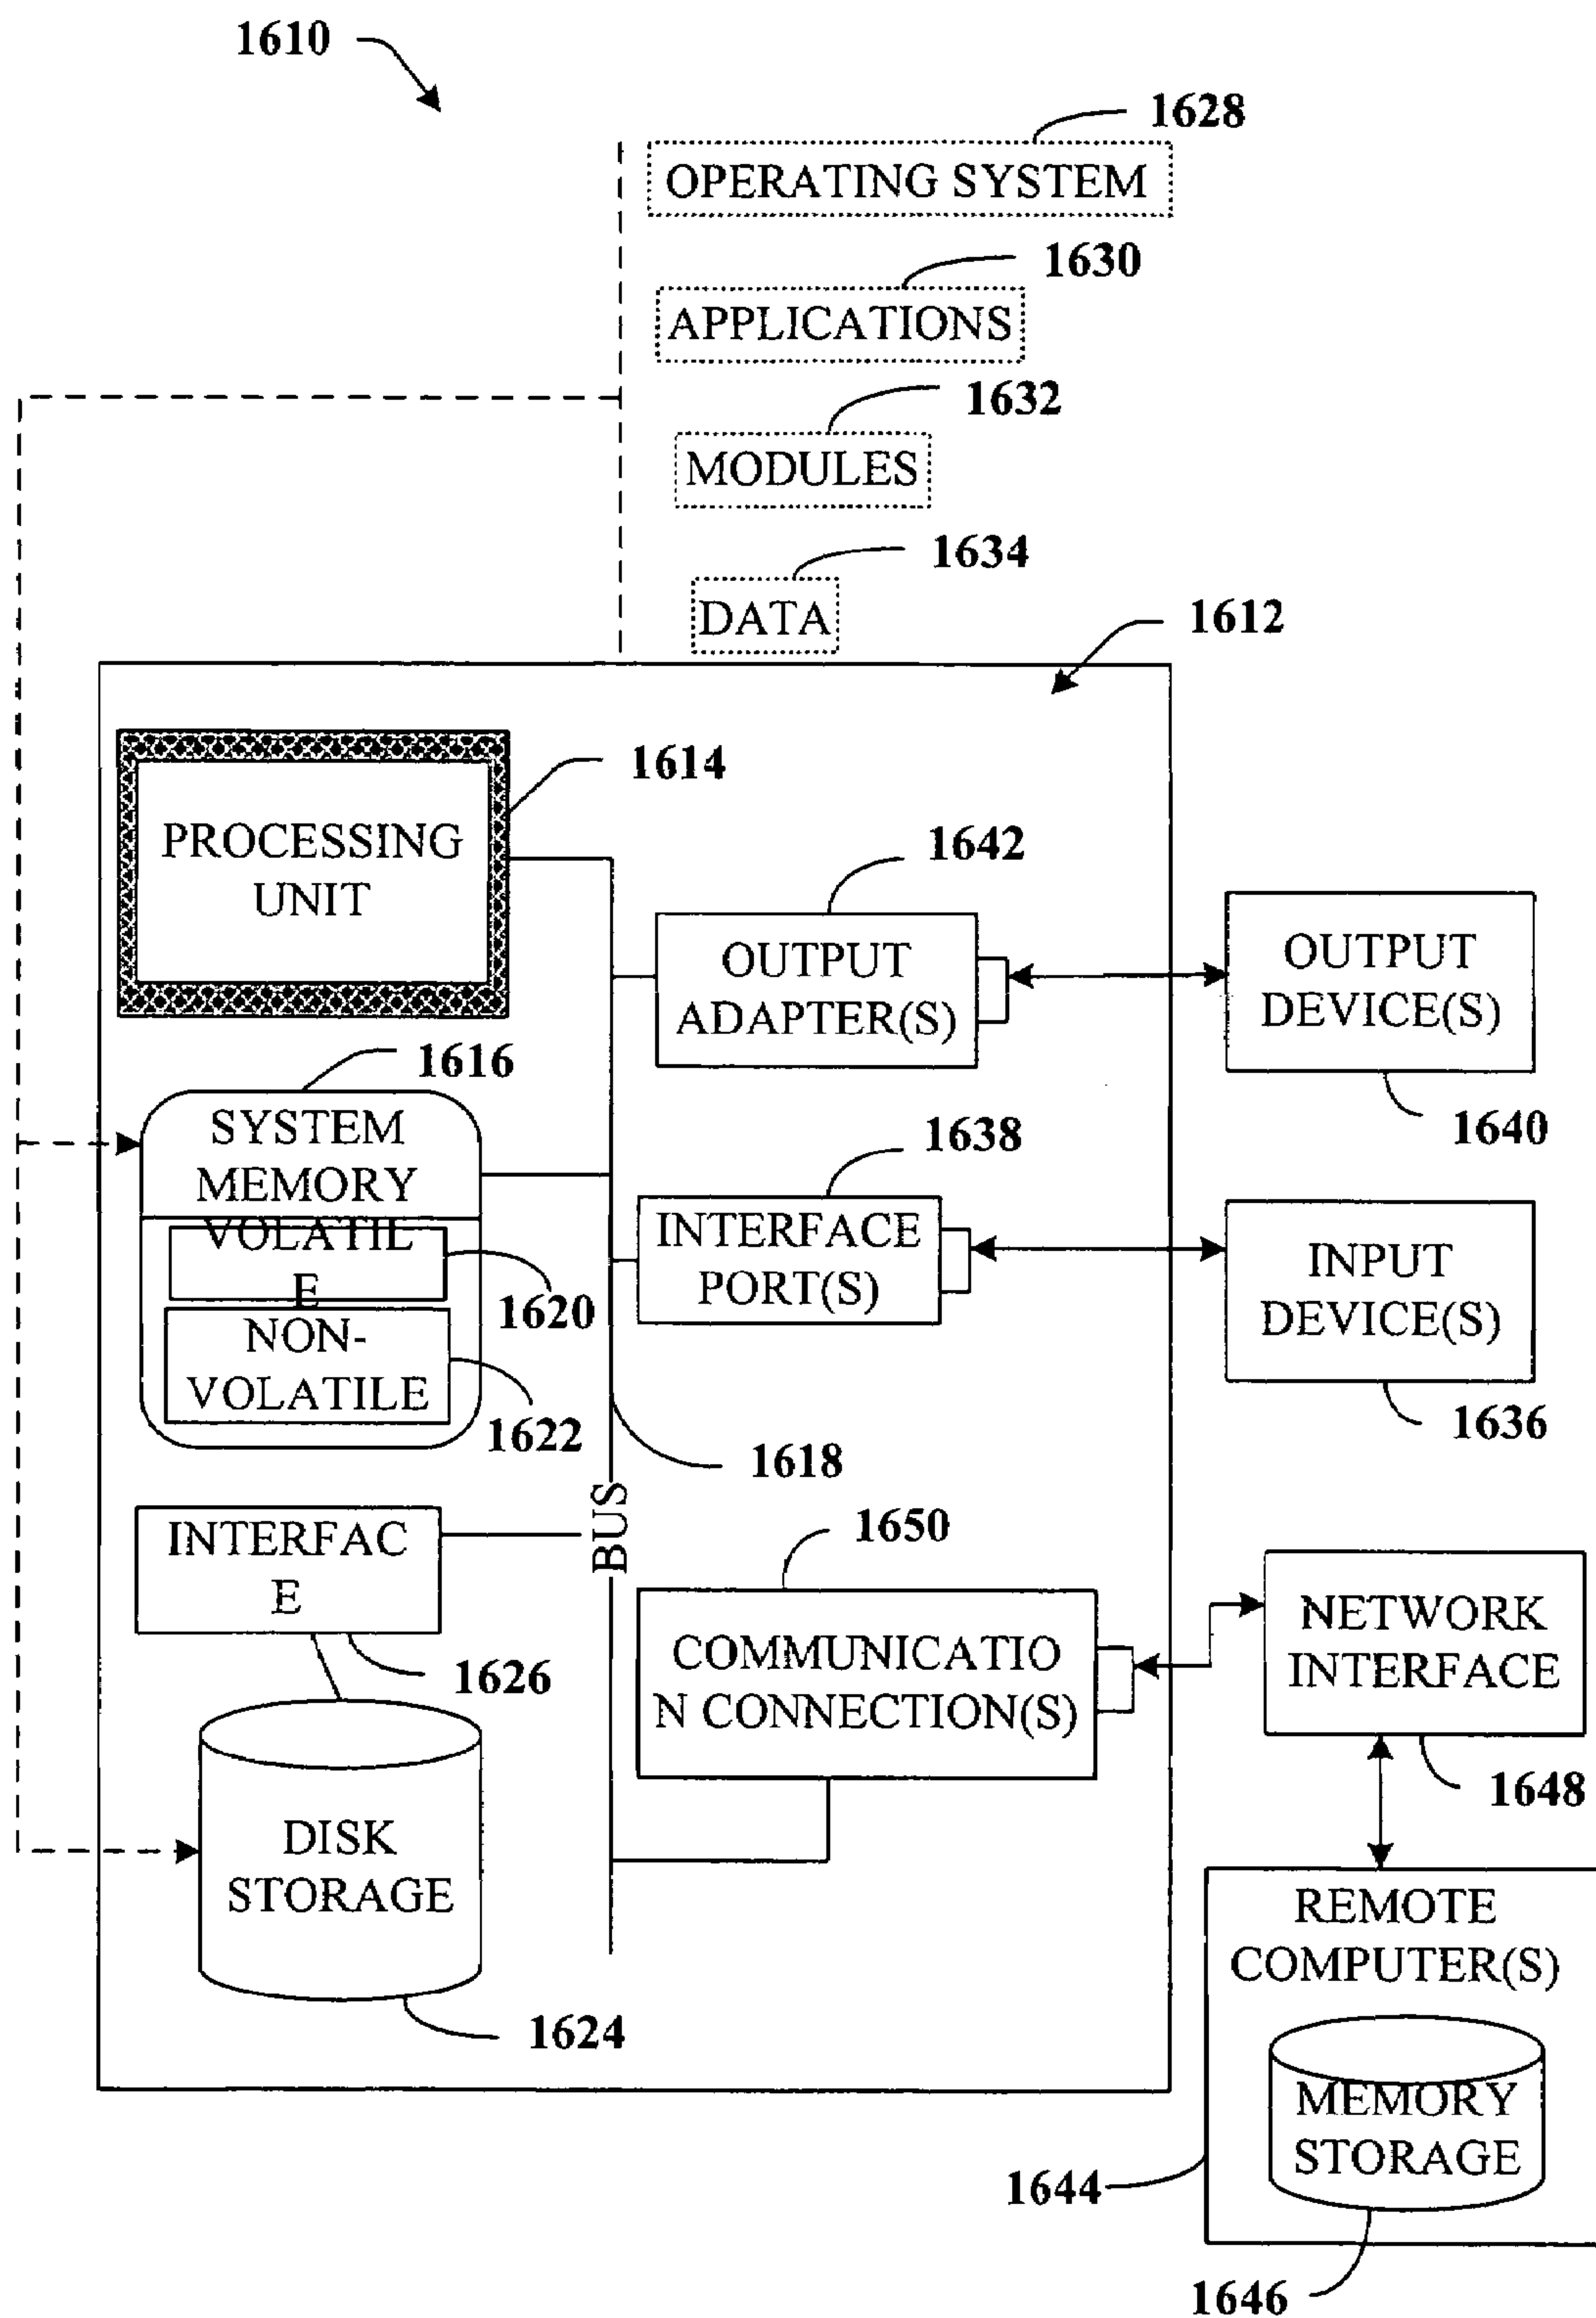 1610
1628
OPERATING SYSTEM
1630
APPLICATIONS
1632
MODULES
1634
DATA
1612
PROCESSING
UNIT
1614
1642
OUTPUT
ADAPTER(S)
OUTPUT
DEVICE(S)
1640
1616
SYSTEM
MEMORY
VOLATIL
E
1620
NON-
VOLATILE
1622
1638
INTERFACE
PORT(S)
INPUT
DEVICE(S)
1636
1618
BUS
INTERFAC
E
1626
1650
COMMUNICATIO
N CONNECTION(S)
NETWORK
INTERFACE
1648
DISK
STORAGE
1624
REMOTE
COMPUTER(S)
MEMORY
STORAGE
1644
1646